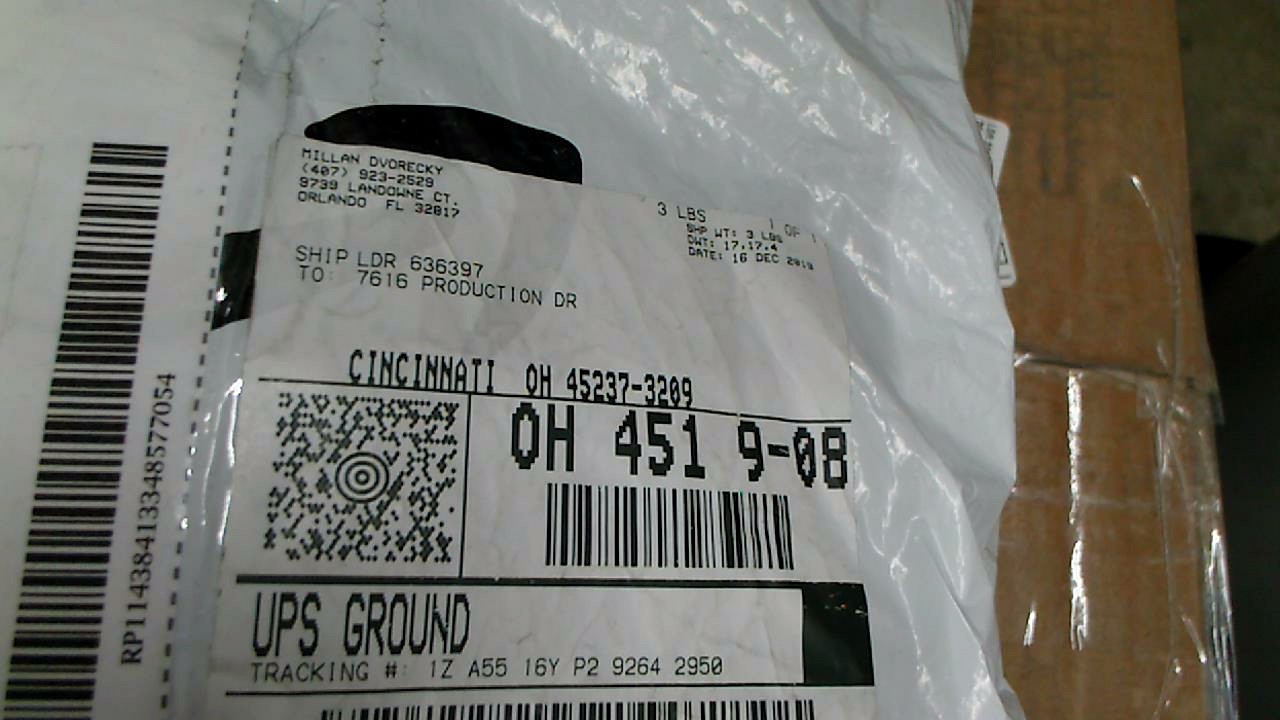 MILLAN DVORECKY
(407) 923-2529
9739 LANDOWNE CT.
ORLANDO FL 32817
3 LBS
1 OF 1
SHP WT: 3 LBS
DWT: 17,17,4
DATE: 16 DEC 2019
SHIP LDR 636397
TO: 7616 PRODUCTION DR
CINCINNATI OH 45237-3209
OH 451 9-08
UPS GROUND
TRACKING #: 1Z A55 16Y P2 9264 2950
RP1143841334857​7054